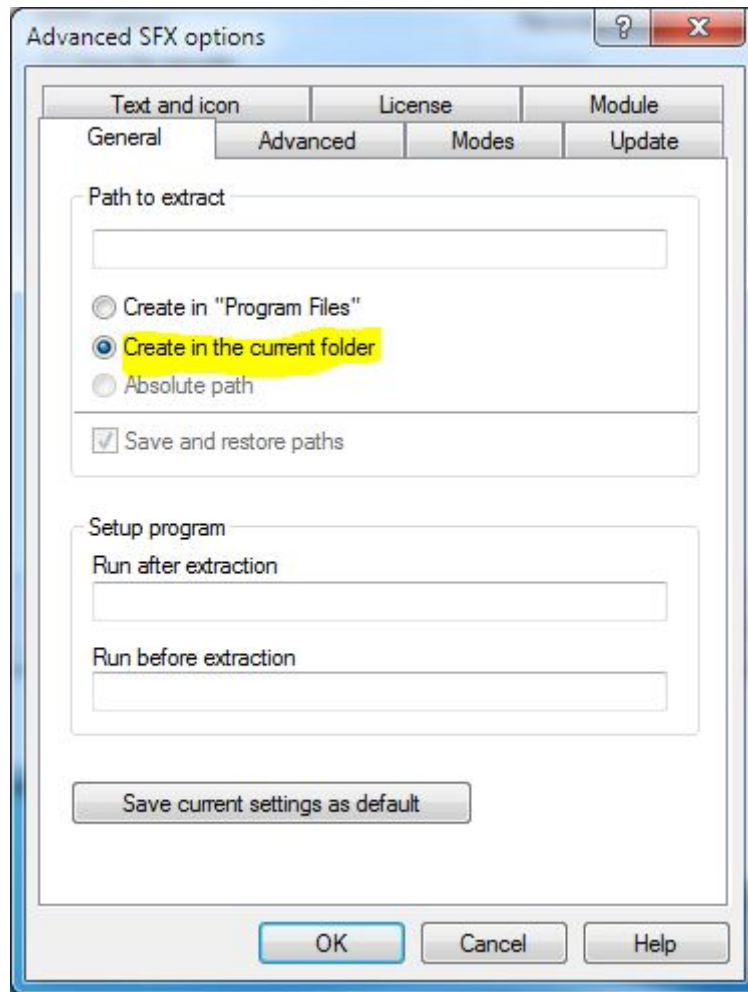 Advanced SFX options
Text and icon License Module
General Advanced Modes Update
Path to extract
Create in "Program Files"
Create in the current folder
Absolute path
Save and restore paths
Setup program
Run after extraction
Run before extraction
Save current settings as default
OK Cancel Help